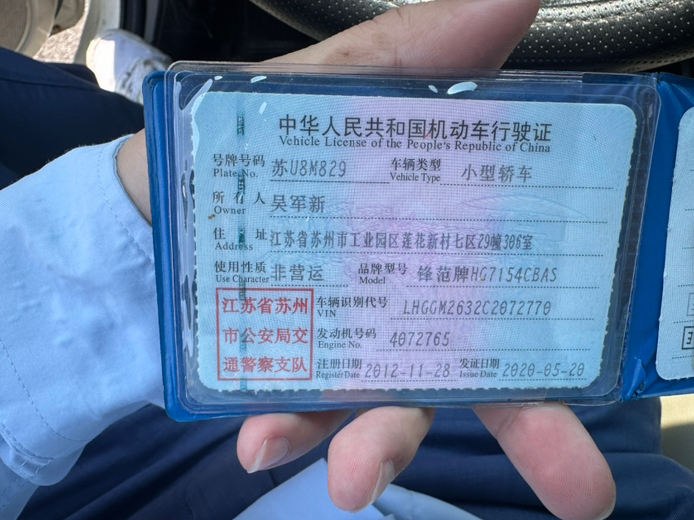 中华人民共和国机动车行驶证
Vehicle License of the People's Republic of China
号牌号码 苏U8M829 车辆类型 小型轿车
Plate No. Vehicle Type
所有人 吴军新
Owner
住址 江苏省苏州市工业园区莲花新村七区29幢306室
Address
使用性质 非营运 品牌型号 锋范牌HG7154CBAS
Use Character Model
江苏省苏州
市公安局交
通警察支队
车辆识别代号 LHGGM2632C2072770
VIN
发动机号码 4072765
Engine No.
注册日期 2012-11-28 发证日期 2020-05-20
Register Date Issue Date